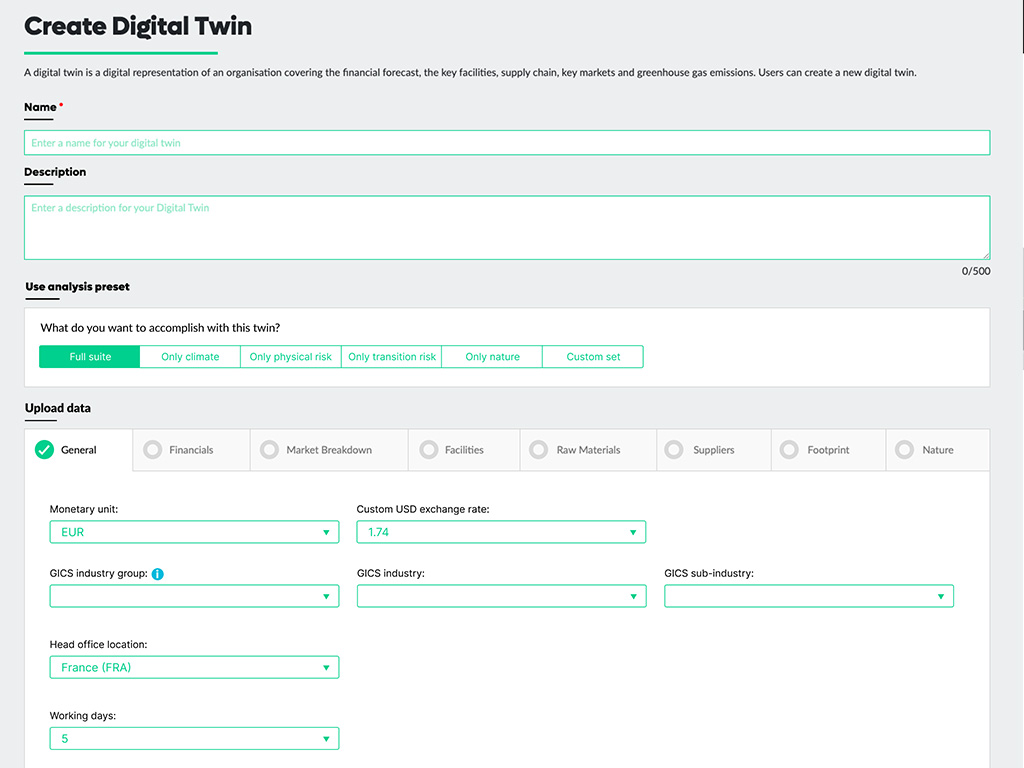 Create Digital Twin
A digital twin is a digital representation of an organisation covering the financial forecast, the key facilities, supply chain, key markets and greenhouse gas emissions. Users can create a new digital twin.
Name *
Enter a name for your digital twin
Description
Enter a description for your Digital Twin
0/500
Use analysis preset
What do you want to accomplish with this twin?
Full suite Only climate Only physical risk Only transition risk Only nature Custom set
Upload data
General Financials Market Breakdown Facilities Raw Materials Suppliers Footprint Nature
Monetary unit: Custom USD exchange rate:
EUR 1.74
GICS industry group: i GICS industry: GICS sub-industry:
Head office location:
France (FRA)
Working days:
5